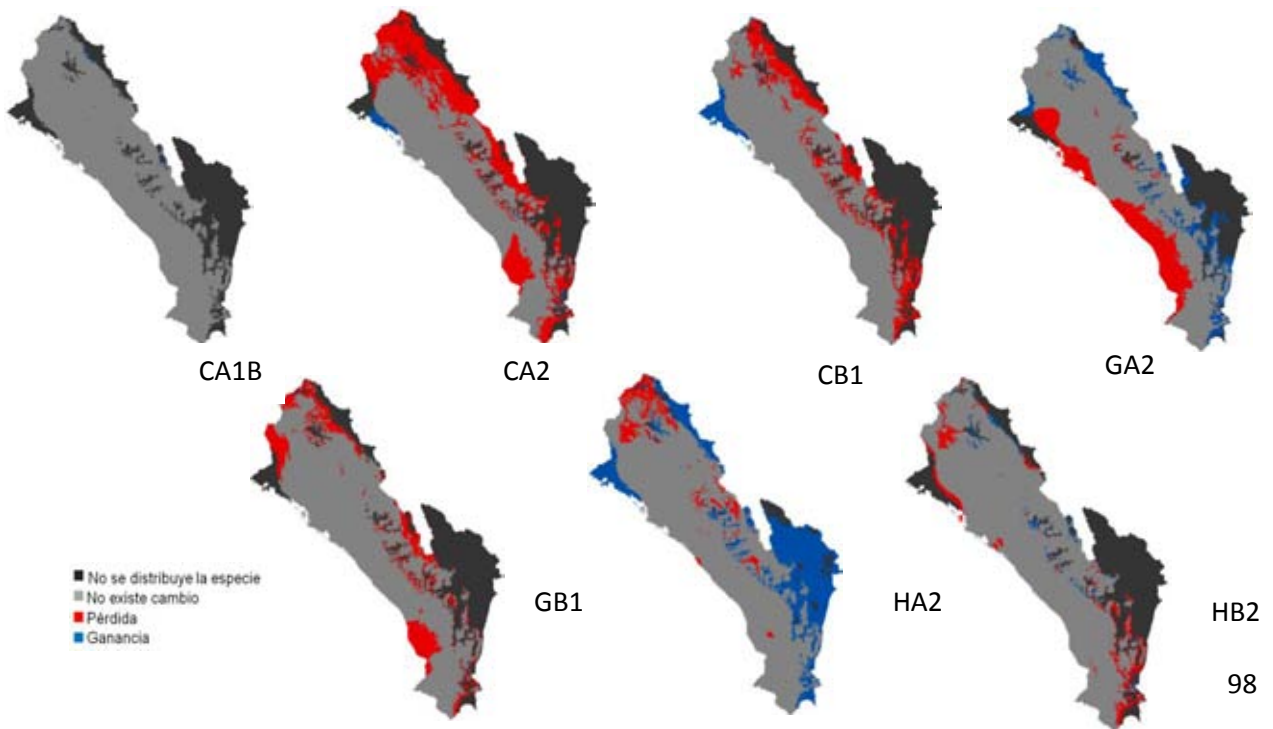 CA1B
CA2
CB1
GA2
No se distribuye la especie
No existe cambio
Pérdida
Ganancia
GB1
HA2
HB2
98